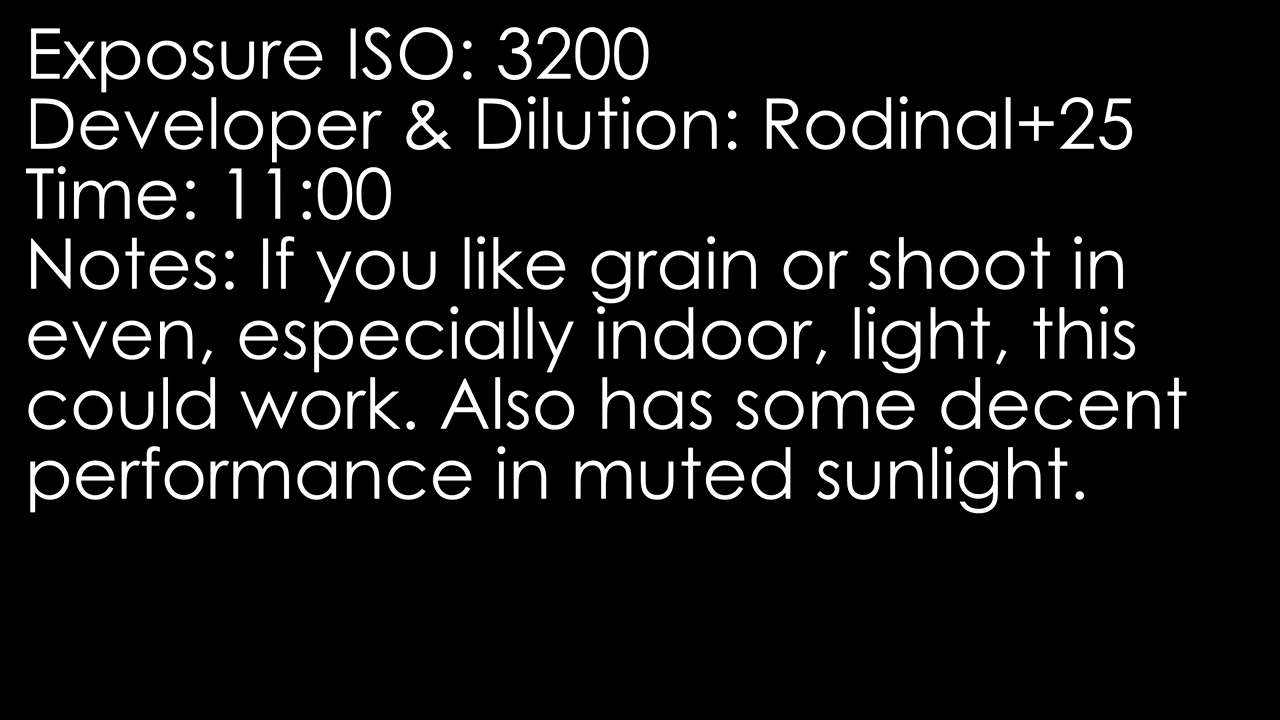 Exposure ISO: 3200
Developer & Dilution: Rodinal+25
Time: 11:00
Notes: If you like grain or shoot in
even, especially indoor, light, this
could work. Also has some decent
performance in muted sunlight.